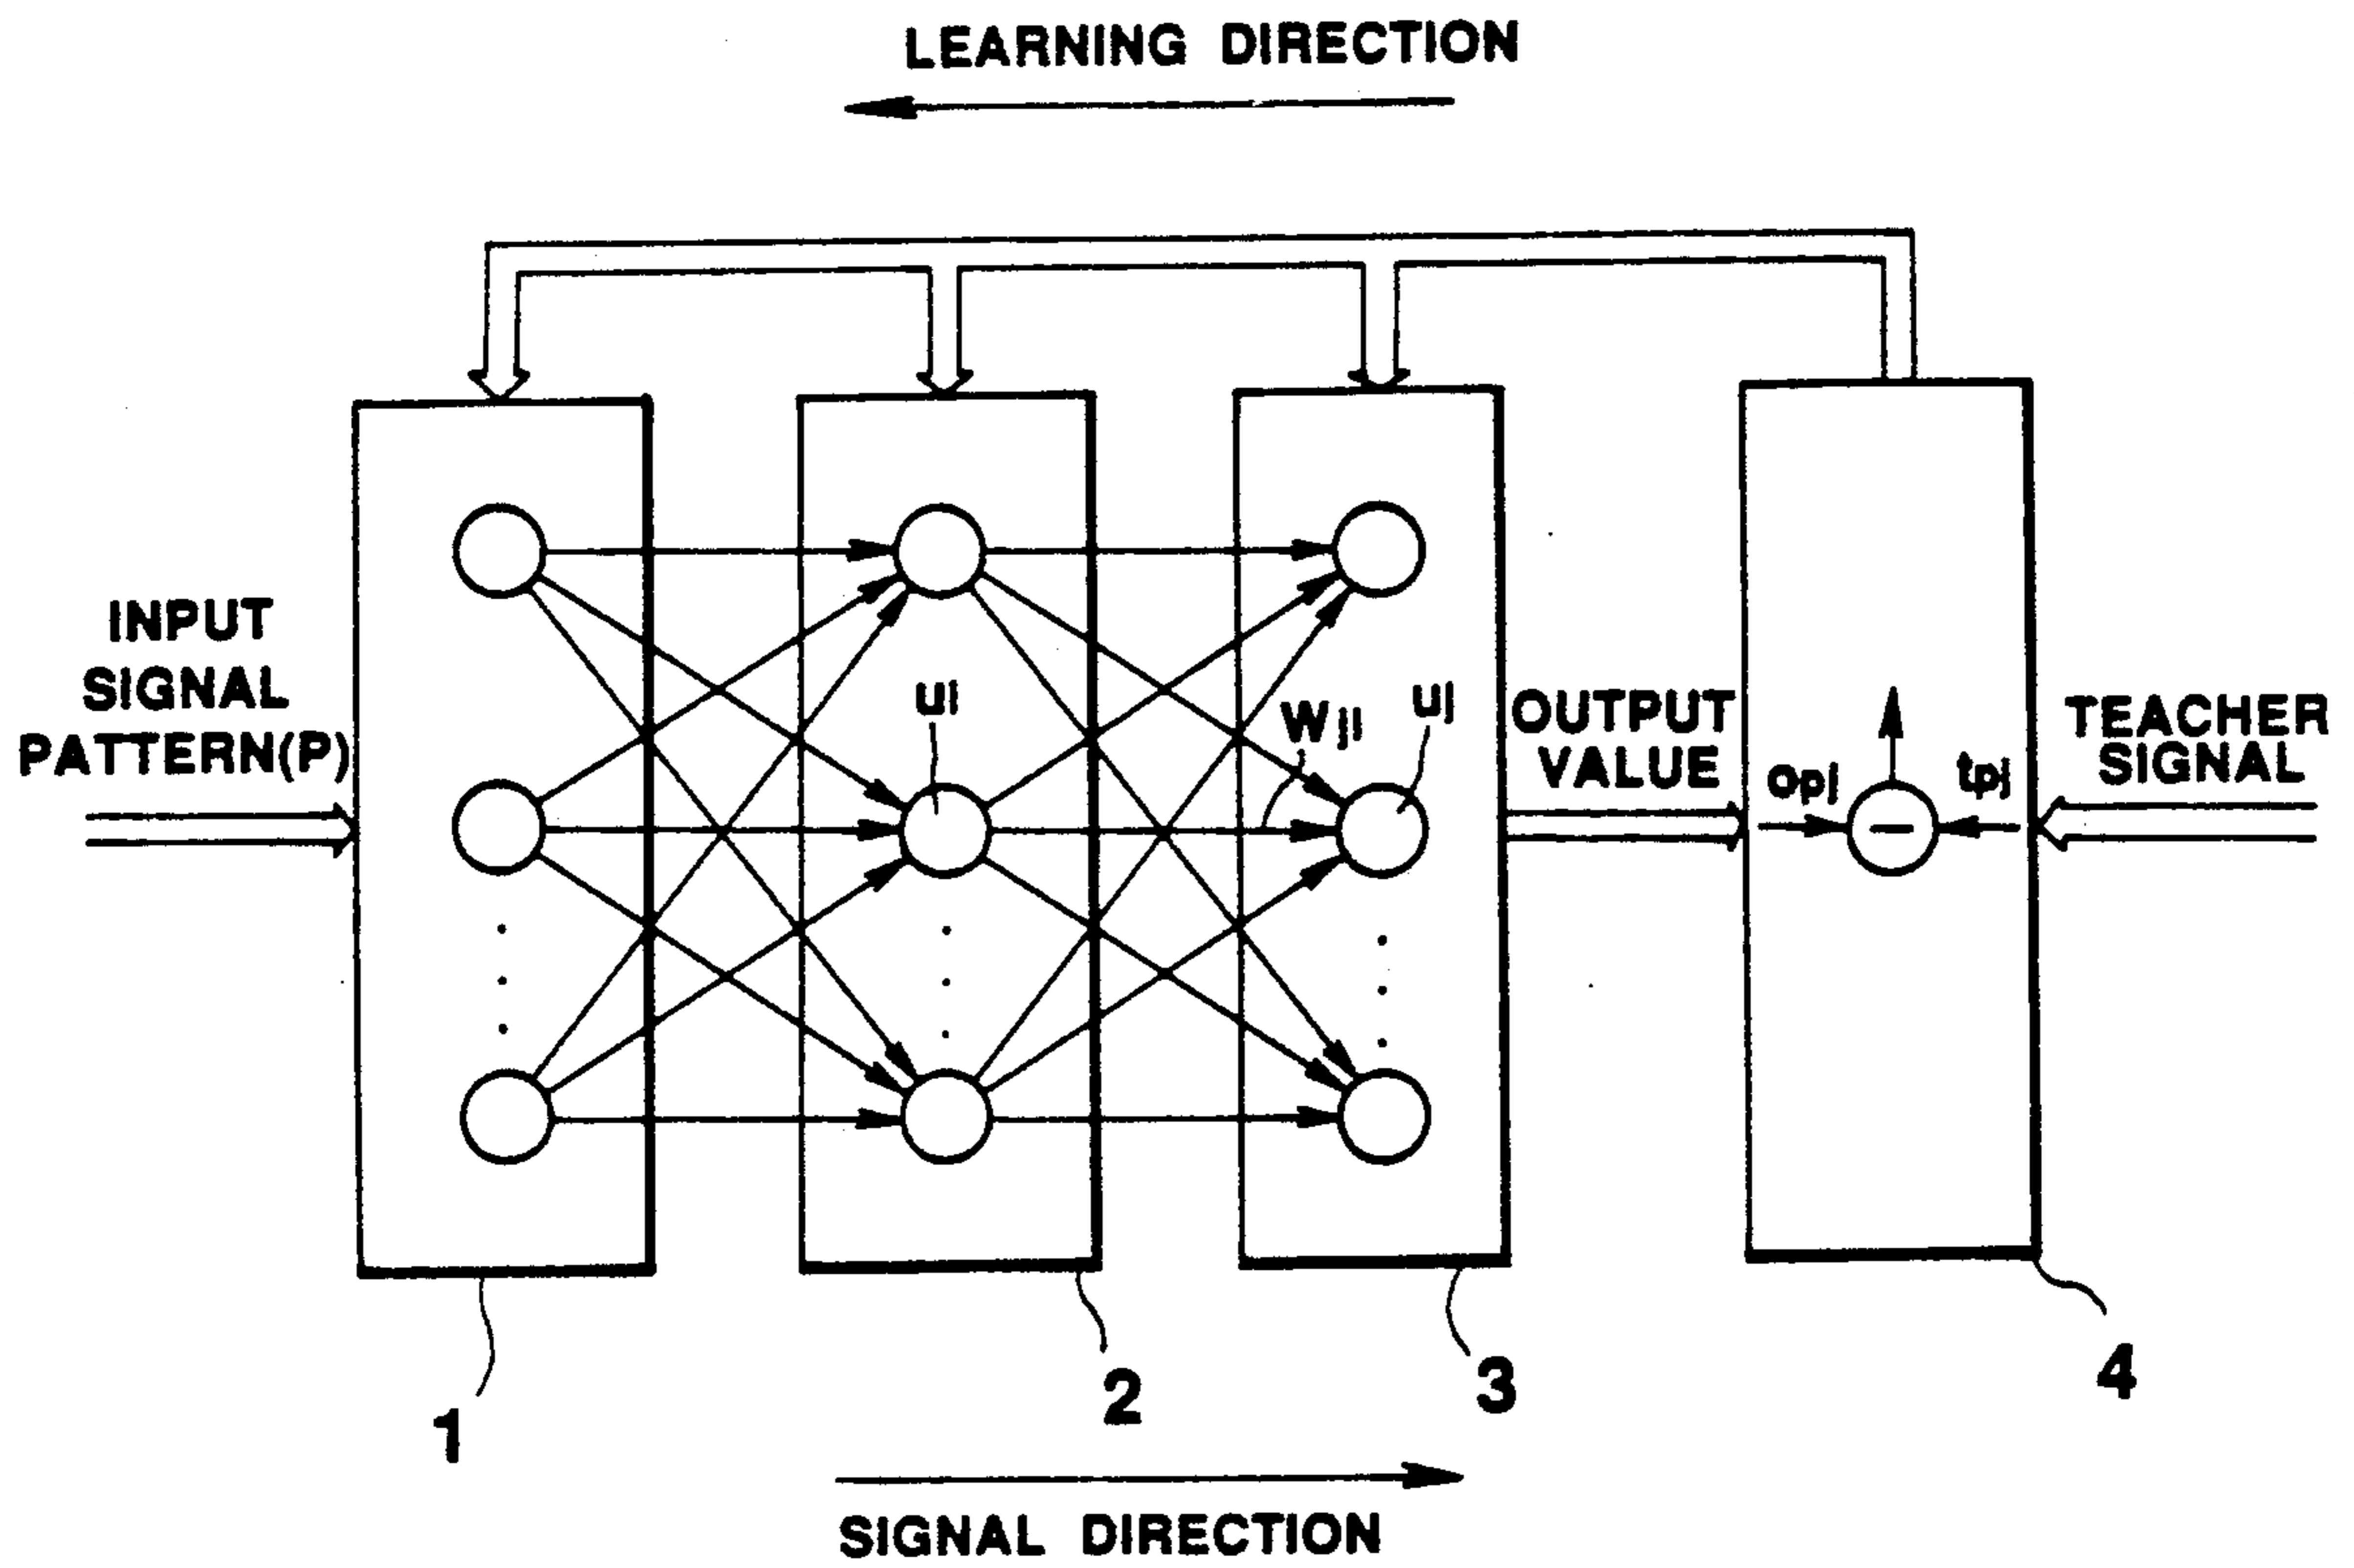 LEARNING DIRECTION
INPUT
SIGNAL
PATTERN(P)
ui
Wji
uj
OUTPUT
VALUE
opj
tpj
TEACHER
SIGNAL
1
2
3
4
SIGNAL DIRECTION